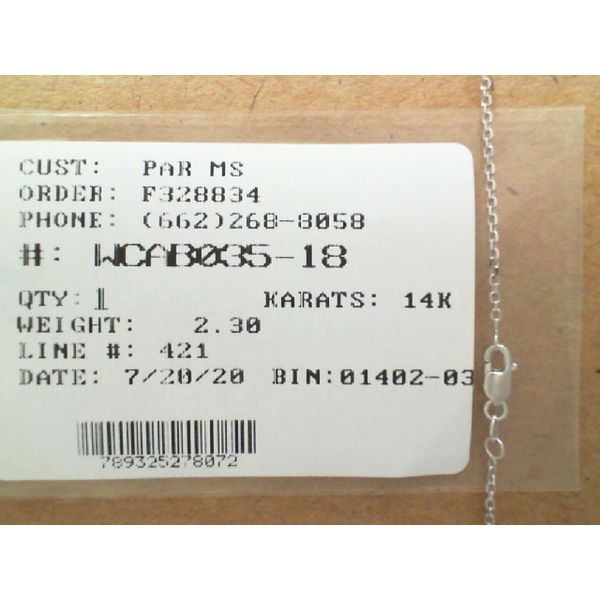 CUST: PAR MS
ORDER: F328834
PHONE: (662)268-8058
#: WCAB035-18
QTY: 1 KARATS: 14K
WEIGHT: 2.30
LINE #: 421
DATE: 7/20/20 BIN:01402-03
789325278072